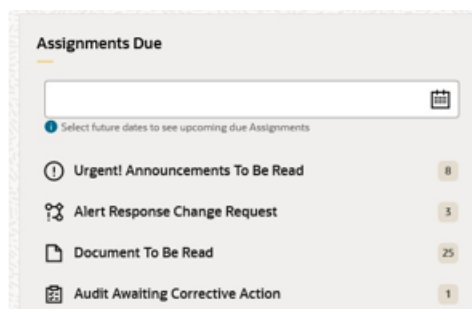 Assignments Due
Select future dates to see upcoming due Assignments
Urgent! Announcements To Be Read 8
Alert Response Change Request 3
Document To Be Read 25
Audit Awaiting Corrective Action 1